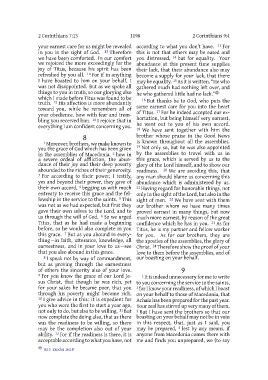 2 Corinthians 7:13
1290
2 Corinthians 9:4
your earnest care for us might be revealed
to you in the sight of God. 13 Therefore
we have been comforted. In our comfort
we rejoiced the more exceedingly for the
joy of Titus, because his spirit has been
refreshed by you all. 14 For if in anything
I have boasted to him on your behalf, I
was not disappointed. But as we spoke all
things to you in truth, so our glorying also
which I made before Titus was found to be
truth. 15 His affection is more abundantly
toward you, while he remembers all of
your obedience, how with fear and trem-
bling you received him. 16 I rejoice that in
everything I am confident concerning you.
8
1 Moreover, brothers, we make known to
you the grace of God which has been given
in the assemblies of Macedonia, 2 how in
a severe ordeal of affliction, the abun-
dance of their joy and their deep poverty
abounded to the riches of their generosity.
3 For according to their power, I testify,
yes and beyond their power, they gave of
their own accord, 4 begging us with much
entreaty to receive this grace and the fel-
lowship in the service to the saints. 5 This
was not as we had expected, but first they
gave their own selves to the Lord, and to
us through the will of God. 6 So we urged
Titus, that as he had made a beginning
before, so he would also complete in you
this grace. 7 But as you abound in every-
thing—in faith, utterance, knowledge, all
earnestness, and in your love to us—see
that you also abound in this grace.
8 I speak not by way of commandment,
but as proving through the earnestness
of others the sincerity also of your love.
9 For you know the grace of our Lord Je-
sus Christ, that though he was rich, yet
for your sakes he became poor, that you
through his poverty might become rich.
10 I give advice in this: it is expedient for
you who were the first to start a year ago,
not only to do, but also to be willing. 11 But
now complete the doing also, that as there
was the readiness to be willing, so there
may be the completion also out of your
ability. 12 For if the readiness is there, it is
acceptable according to what you have, not
according to what you don't have. 13 For
this is not that others may be eased and
you distressed, 14 but for equality. Your
abundance at this present time supplies
their lack, that their abundance also may
become a supply for your lack, that there
may be equality. 15 As it is written, "He who
gathered much had nothing left over, and
he who gathered little had no lack."
16 But thanks be to God, who puts the
same earnest care for you into the heart
of Titus. 17 For he indeed accepted our ex-
hortation, but being himself very earnest,
he went out to you of his own accord.
18 We have sent together with him the
brother whose praise in the Good News
is known throughout all the assemblies.
19 Not only so, but he was also appointed
by the assemblies to travel with us in
this grace, which is served by us to the
glory of the Lord himself, and to show our
readiness. 20 We are avoiding this, that
any man should blame us concerning this
abundance which is administered by us.
21 Having regard for honorable things, not
only in the sight of the Lord, but also in the
sight of men. 22 We have sent with them
our brother whom we have many times
proved earnest in many things, but now
much more earnest, by reason of the great
confidence which he has in you. 23 As for
Titus, he is my partner and fellow worker
for you. As for our brothers, they are
the apostles of the assemblies, the glory of
Christ. 24 Therefore show the proof of your
love to them before the assemblies, and of
our boasting on your behalf.
9
1 It is indeed unnecessary for me to write
to you concerning the service to the saints,
2 for I know your readiness, of which I boast
on your behalf to those of Macedonia, that
Achaia has been prepared for the past year.
Your zeal has stirred up very many of them.
3 But I have sent the brothers so that our
boasting on your behalf may not be in vain
in this respect, that, just as I said, you
may be prepared, 4 lest by any means, if
anyone from Macedonia comes there with
me and finds you unprepared, we (to say